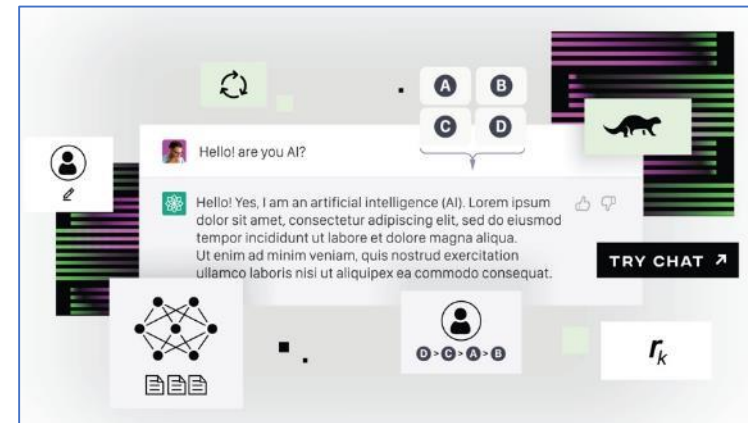 A B
C D
Hello! are you AI?
Hello! Yes, I am an artificial intelligence (AI). Lorem ipsum
dolor sit amet, consectetur adipiscing elit, sed do eiusmod
tempor incididunt ut labore et dolore magna aliqua.
Ut enim ad minim veniam, quis nostrud exercitation
ullamco laboris nisi ut aliquipex ea commodo consequat.
TRY CHAT ↗
D>C>A>B
rk